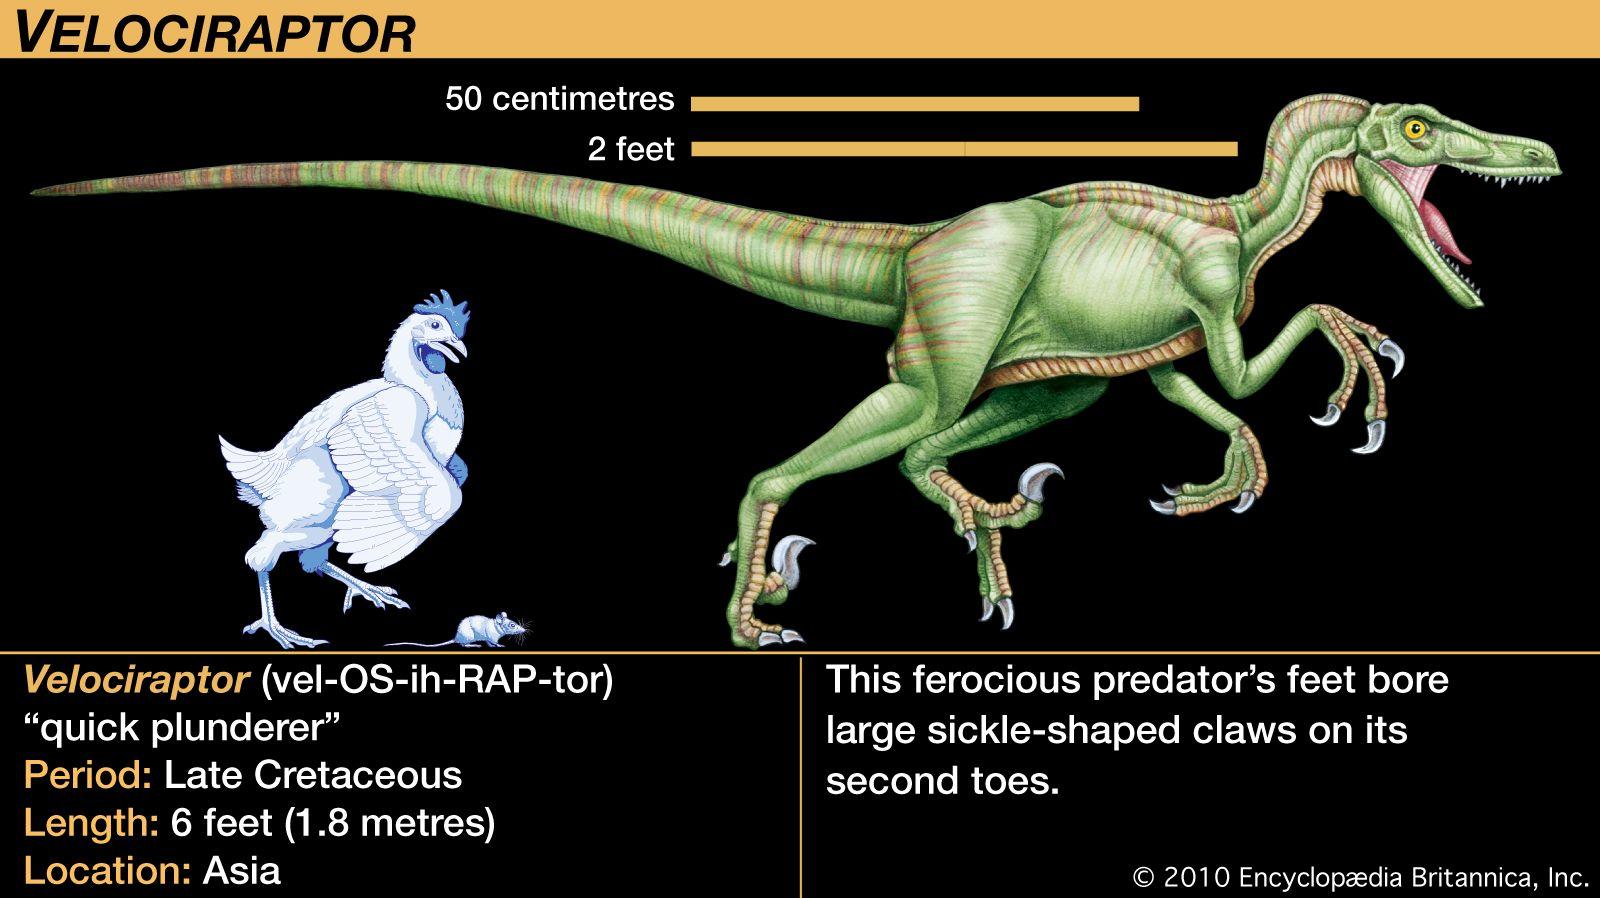 VELOCIRAPTOR
50 centimetres
2 feet
Velociraptor (vel-OS-ih-RAP-tor)
“quick plunderer”
Period: Late Cretaceous
Length: 6 feet (1.8 metres)
Location: Asia
This ferocious predator’s feet bore
large sickle-shaped claws on its
second toes.
© 2010 Encyclopædia Britannica, Inc.